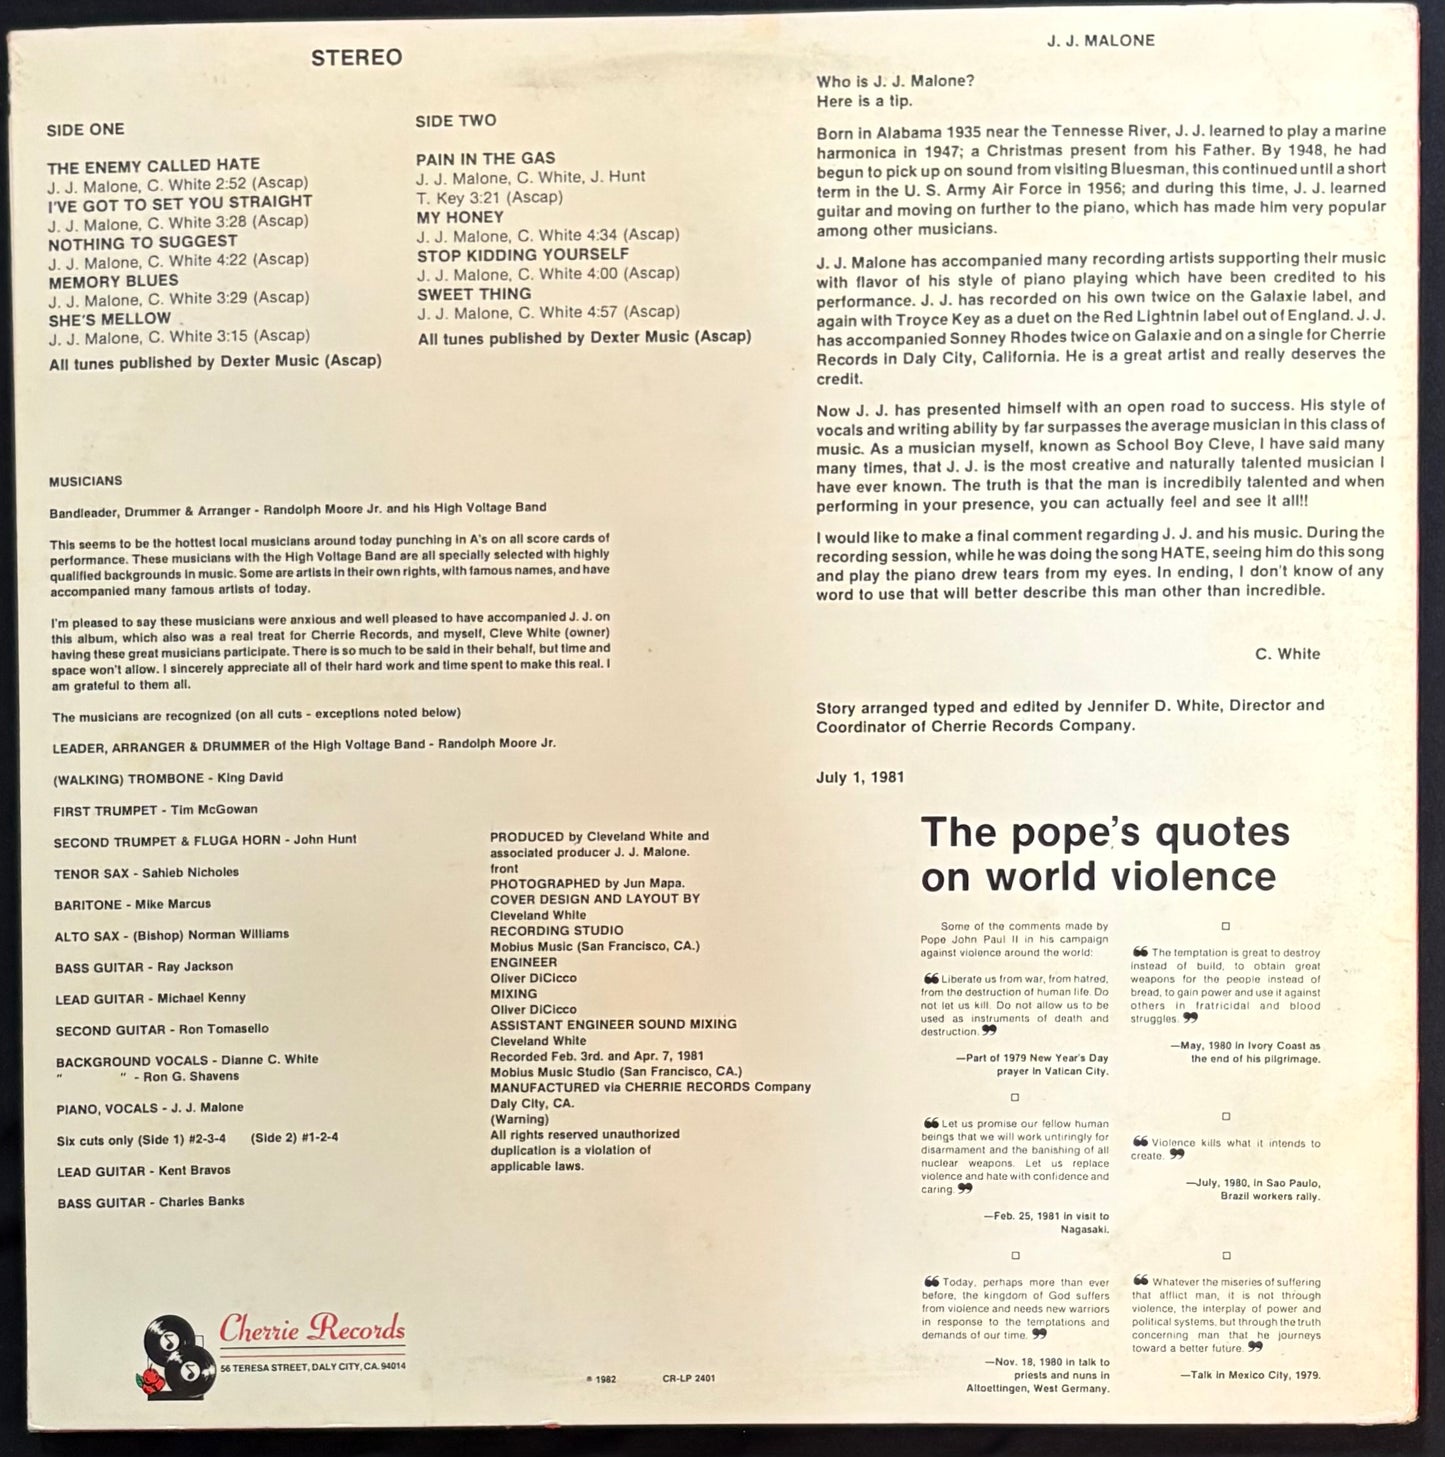 STEREO
SIDE ONE
THE ENEMY CALLED HATE
J. J. Malone, C. White 2:52 (Ascap)
I'VE GOT TO SET YOU STRAIGHT
J. J. Malone, C. White 3:28 (Ascap)
NOTHING TO SUGGEST
J. J. Malone, C. White 4:22 (Ascap)
MEMORY BLUES
J. J. Malone, C. White 3:29 (Ascap)
SHE'S MELLOW
J. J. Malone, C. White 3:15 (Ascap)
All tunes published by Dexter Music (Ascap)
SIDE TWO
PAIN IN THE GAS
J. J. Malone, C. White, J. Hunt
T. Key 3:21 (Ascap)
MY HONEY
J. J. Malone, C. White 4:34 (Ascap)
STOP KIDDING YOURSELF
J. J. Malone, C. White 4:00 (Ascap)
SWEET THING
J. J. Malone, C. White 4:57 (Ascap)
All tunes published by Dexter Music (Ascap)
MUSICIANS
Bandleader, Drummer & Arranger - Randolph Moore Jr. and his High Voltage Band
This seems to be the hottest local musicians around today punching in A's on all score cards of
performance. These musicians with the High Voltage Band are all specially selected with highly
qualified backgrounds in music. Some are artists in their own rights, with famous names, and have
accompanied many famous artists of today.
I'm pleased to say these musicians were anxious and well pleased to have accompanied J. J. on
this album, which also was a real treat for Cherrie Records, and myself, Cleve White (owner)
having these great musicians participate. There is so much to be said in their behalf, but time and
space won't allow. I sincerely appreciate all of their hard work and time spent to make this real. I
am grateful to them all.
The musicians are recognized (on all cuts - exceptions noted below)
LEADER, ARRANGER & DRUMMER of the High Voltage Band - Randolph Moore Jr.
(WALKING) TROMBONE - King David
FIRST TRUMPET - Tim McGowan
SECOND TRUMPET & FLUGA HORN - John Hunt
TENOR SAX - Sahieb Nicholes
BARITONE - Mike Marcus
ALTO SAX - (Bishop) Norman Williams
BASS GUITAR - Ray Jackson
LEAD GUITAR - Michael Kenny
SECOND GUITAR - Ron Tomasello
BACKGROUND VOCALS - Dianne C. White
" " - Ron G. Shavens
PIANO, VOCALS - J. J. Malone
Six cuts only (Side 1) #2-3-4 (Side 2) #1-2-4
LEAD GUITAR - Kent Bravos
BASS GUITAR - Charles Banks
PRODUCED by Cleveland White and
associated producer J. J. Malone.
front
PHOTOGRAPHED by Jun Mapa.
COVER DESIGN AND LAYOUT BY
Cleveland White
RECORDING STUDIO
Mobius Music (San Francisco, CA.)
ENGINEER
Oliver DiCicco
MIXING
Oliver DiCicco
ASSISTANT ENGINEER SOUND MIXING
Cleveland White
Recorded Feb. 3rd. and Apr. 7, 1981
Mobius Music Studio (San Francisco, CA.)
MANUFACTURED via CHERRIE RECORDS Company
Daly City, CA.
(Warning)
All rights reserved unauthorized
duplication is a violation of
applicable laws.
Cherrie Records
56 TERESA STREET, DALY CITY, CA. 94014
℗ 1982 CR-LP 2401
J. J. MALONE
Who is J. J. Malone?
Here is a tip.
Born in Alabama 1935 near the Tennesse River, J. J. learned to play a marine
harmonica in 1947; a Christmas present from his Father. By 1948, he had
begun to pick up on sound from visiting Bluesman, this continued until a short
term in the U. S. Army Air Force in 1956; and during this time, J. J. learned
guitar and moving on further to the piano, which has made him very popular
among other musicians.
J. J. Malone has accompanied many recording artists supporting their music
with flavor of his style of piano playing which have been credited to his
performance. J. J. has recorded on his own twice on the Galaxie label, and
again with Troyce Key as a duet on the Red Lightnin label out of England. J. J.
has accompanied Sonney Rhodes twice on Galaxie and on a single for Cherrie
Records in Daly City, California. He is a great artist and really deserves the
credit.
Now J. J. has presented himself with an open road to success. His style of
vocals and writing ability by far surpasses the average musician in this class of
music. As a musician myself, known as School Boy Cleve, I have said many
many times, that J. J. is the most creative and naturally talented musician I
have ever known. The truth is that the man is incredibily talented and when
performing in your presence, you can actually feel and see it all!!
I would like to make a final comment regarding J. J. and his music. During the
recording session, while he was doing the song HATE, seeing him do this song
and play the piano drew tears from my eyes. In ending, I don't know of any
word to use that will better describe this man other than incredible.
C. White
Story arranged typed and edited by Jennifer D. White, Director and
Coordinator of Cherrie Records Company.
July 1, 1981
The pope's quotes
on world violence
Some of the comments made by
Pope John Paul II in his campaign
against violence around the world:
“Liberate us from war, from hatred,
from the destruction of human life. Do
not let us kill. Do not allow us to be
used as instruments of death and
destruction.”
—Part of 1979 New Year's Day
prayer in Vatican City.
“Let us promise our fellow human
beings that we will work untiringly for
disarmament and the banishing of all
nuclear weapons. Let us replace
violence and hate with confidence and
caring.”
—Feb. 25, 1981 in visit to
Nagasaki.
“Today, perhaps more than ever
before, the kingdom of God suffers
from violence and needs new warriors
in response to the temptations and
demands of our time.”
—Nov. 18, 1980 in talk to
priests and nuns in
Altoettingen, West Germany.
“The temptation is great to destroy
instead of build, to obtain great
weapons for the people instead of
bread, to gain power and use it against
others in fratricidal and blood
struggles.”
—May, 1980 in Ivory Coast as
the end of his pilgrimage.
“Violence kills what it intends to
create.”
—July, 1980, in Sao Paulo,
Brazil workers rally.
“Whatever the miseries of suffering
that afflict man, it is not through
violence, the interplay of power and
political systems, but through the truth
concerning man that he journeys
toward a better future.”
—Talk in Mexico City, 1979.